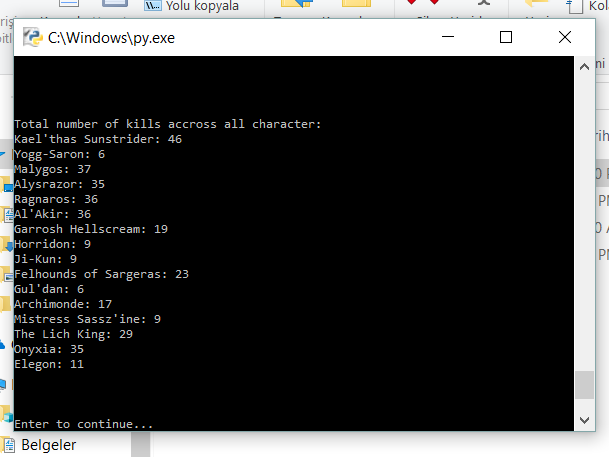 Yolu kopyala
C:\Windows\py.exe
Total number of kills accross all character:
Kael'thas Sunstrider: 46
Yogg-Saron: 6
Malygos: 37
Alysrazor: 35
Ragnaros: 36
Al'Akir: 36
Garrosh Hellscream: 19
Horridon: 9
Ji-Kun: 9
Felhounds of Sargeras: 23
Gul'dan: 6
Archimonde: 17
Mistress Sassz'ine: 9
The Lich King: 29
Onyxia: 35
Elegon: 11
Enter to continue...
Belgeler